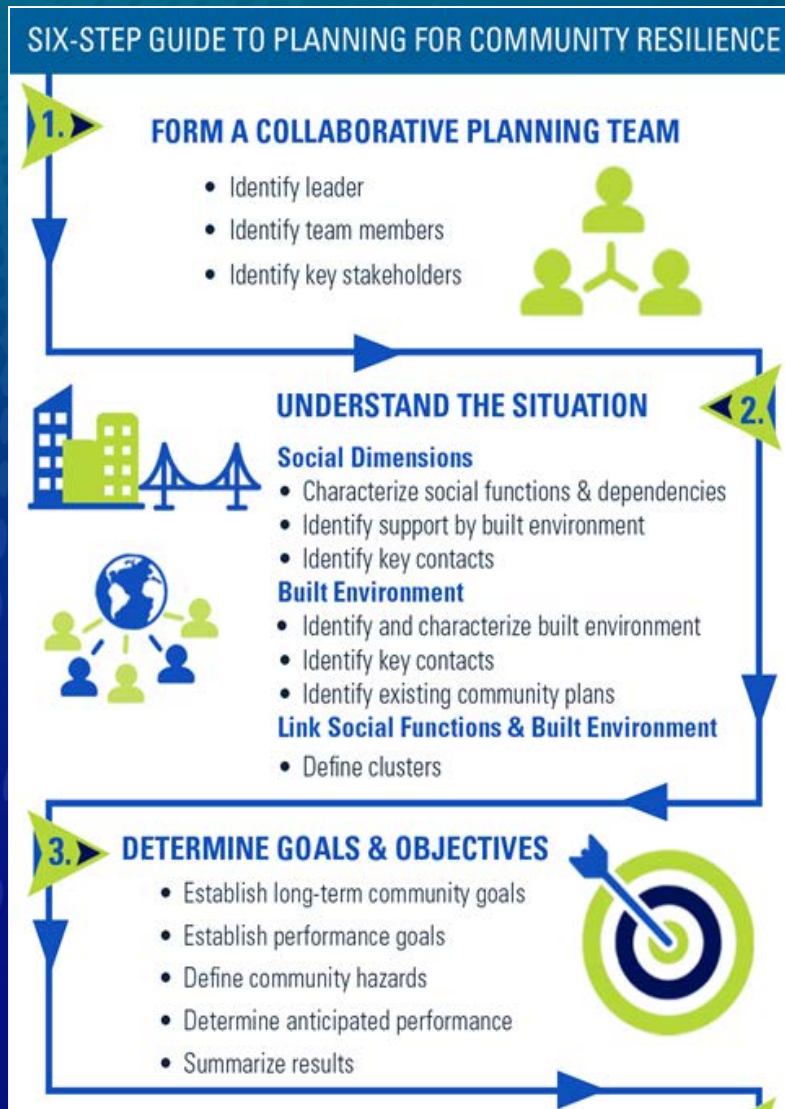 SIX-STEP GUIDE TO PLANNING FOR COMMUNITY RESILIENCE
1.
FORM A COLLABORATIVE PLANNING TEAM
• Identify leader
• Identify team members
• Identify key stakeholders
UNDERSTAND THE SITUATION
2.
Social Dimensions
• Characterize social functions & dependencies
• Identify support by built environment
• Identify key contacts
Built Environment
• Identify and characterize built environment
• Identify key contacts
• Identify existing community plans
Link Social Functions & Built Environment
• Define clusters
3.
DETERMINE GOALS & OBJECTIVES
• Establish long-term community goals
• Establish performance goals
• Define community hazards
• Determine anticipated performance
• Summarize results